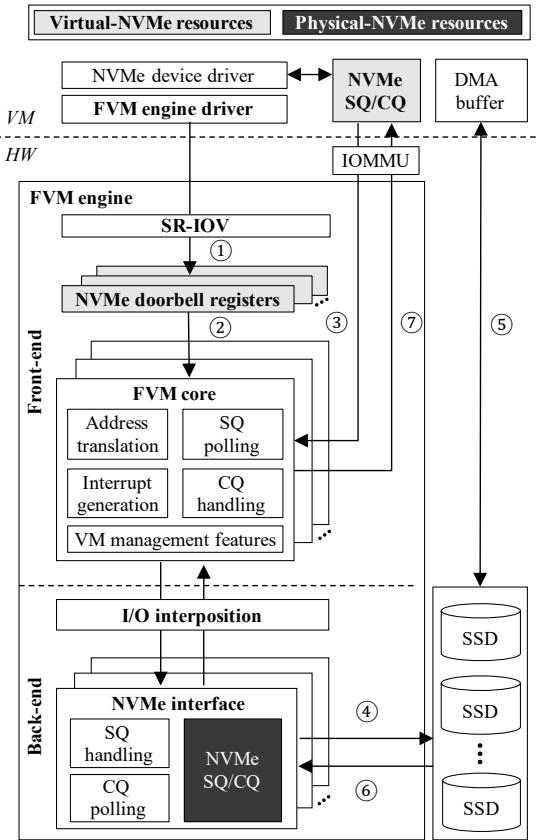 Virtual-NVMe resources
Physical-NVMe resources
NVMe device driver
FVM engine driver
NVMe
SQ/CQ
DMA
buffer
VM
HW
IOMMU
FVM engine
SR-IOV
①
NVMe doorbell registers
②
③
⑦
⑤
Front-end
FVM core
Address
translation
SQ
polling
Interrupt
generation
CQ
handling
VM management features
I/O interposition
Back-end
NVMe interface
SQ
handling
CQ
polling
NVMe
SQ/CQ
④
⑥
SSD
SSD
SSD